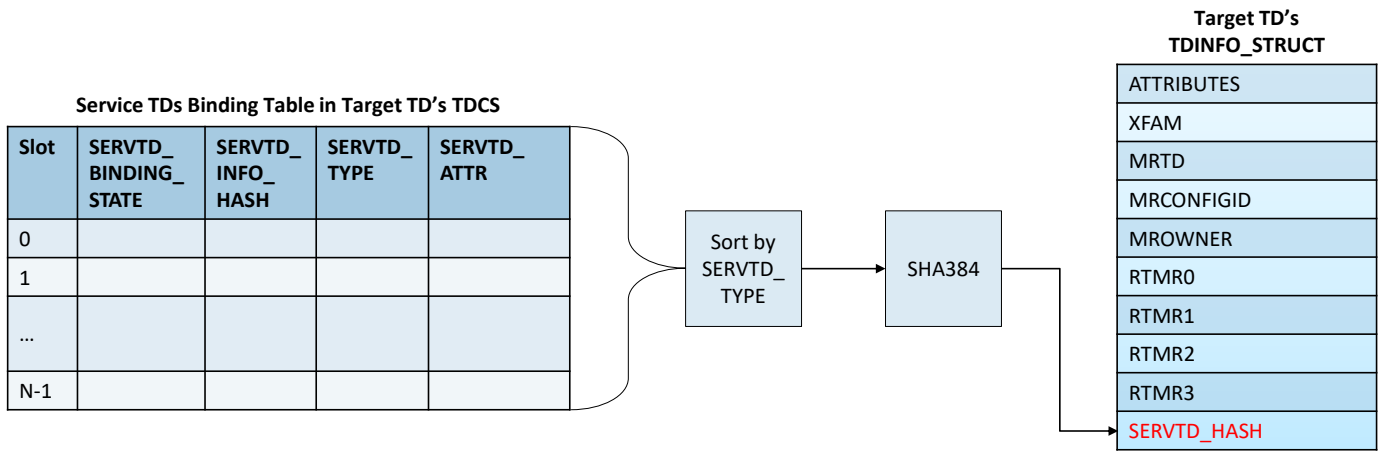 Target TD’s
TDINFO_STRUCT
Service TDs Binding Table in Target TD’s TDCS
Slot
SERVTD_
BINDING_
STATE
SERVTD_
INFO_
HASH
SERVTD_
TYPE
SERVTD_
ATTR
0
1
…
N-1
Sort by
SERVTD_
TYPE
SHA384
ATTRIBUTES
XFAM
MRTD
MRCONFIGID
MROWNER
RTMR0
RTMR1
RTMR2
RTMR3
SERVTD_HASH